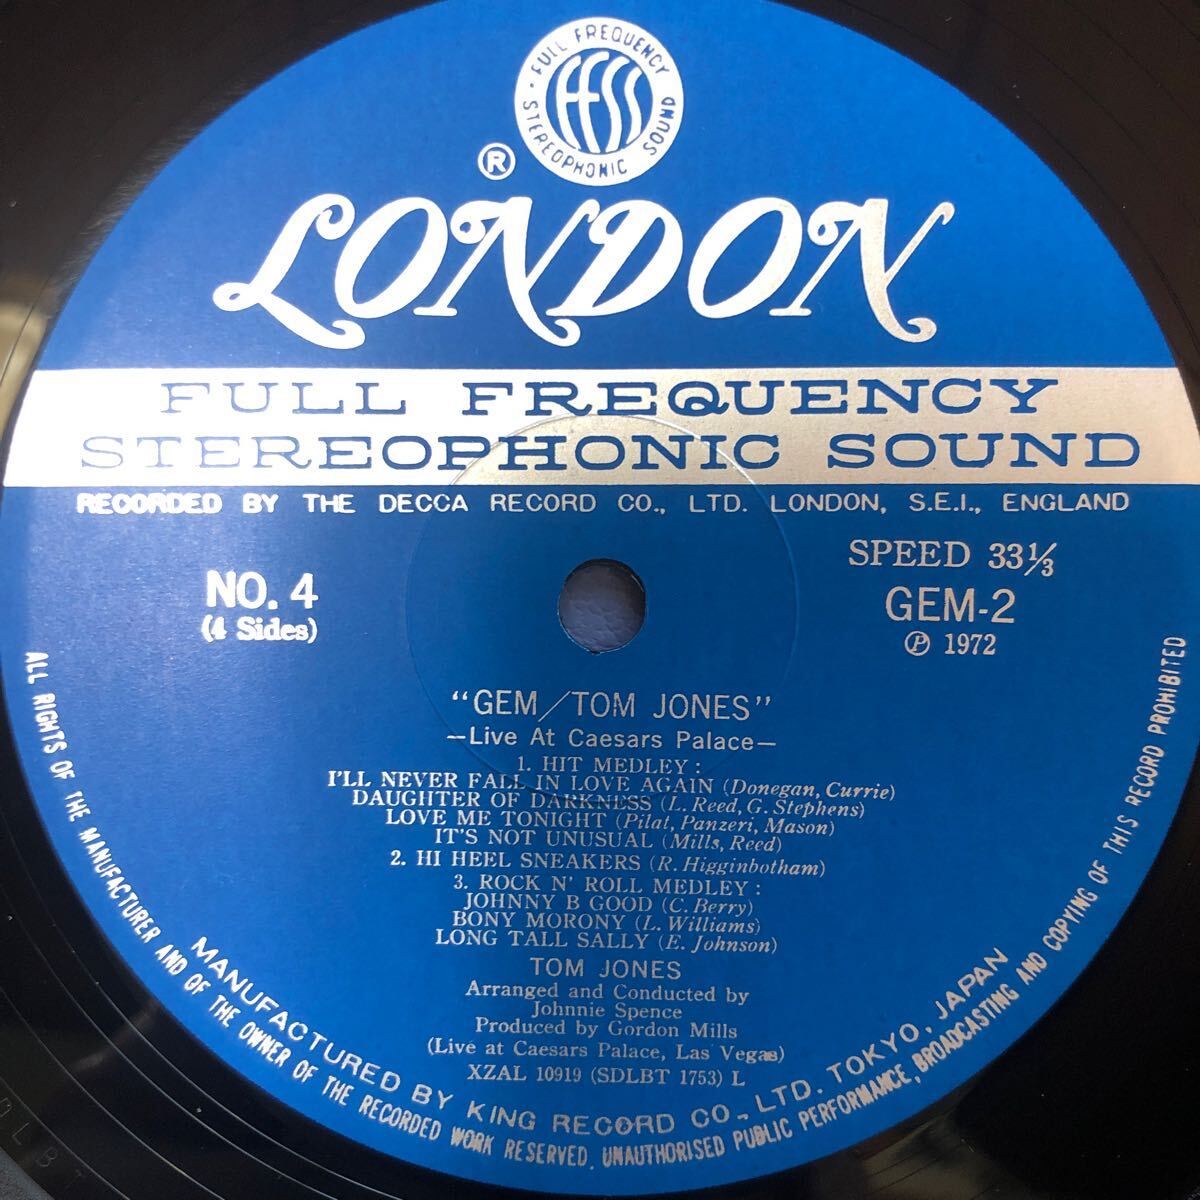 FULL FREQUENCY
STEREOPHONIC SOUND
ffss
®
LONDON
FULL FREQUENCY
STEREOPHONIC SOUND
RECORDED BY THE DECCA RECORD CO., LTD. LONDON, S.E.I., ENGLAND
NO. 4
(4 Sides)
SPEED 33⅓
GEM-2
Ⓟ 1972
"GEM/TOM JONES"
—Live At Caesars Palace—
1. HIT MEDLEY :
I'LL NEVER FALL IN LOVE AGAIN (Donegan, Currie)
DAUGHTER OF DARKNESS (L. Reed, G. Stephens)
LOVE ME TONIGHT (Pilat, Panzeri, Mason)
IT'S NOT UNUSUAL (Mills, Reed)
2. HI HEEL SNEAKERS (R. Higginbotham)
3. ROCK N' ROLL MEDLEY :
JOHNNY B GOOD (C. Berry)
BONY MORONY (L. Williams)
LONG TALL SALLY (E. Johnson)
TOM JONES
Arranged and Conducted by
Johnnie Spence
Produced by Gordon Mills
(Live at Caesars Palace, Las Vegas)
XZAL 10919 (SDLBT 1753) L
MANUFACTURED BY KING RECORD CO., LTD. TOKYO, JAPAN
ALL RIGHTS OF THE MANUFACTURER AND OF THE OWNER OF THE RECORDED WORK RESERVED. UNAUTHORISED PUBLIC PERFORMANCE, BROADCASTING AND COPYING OF THIS RECORD PROHIBITED